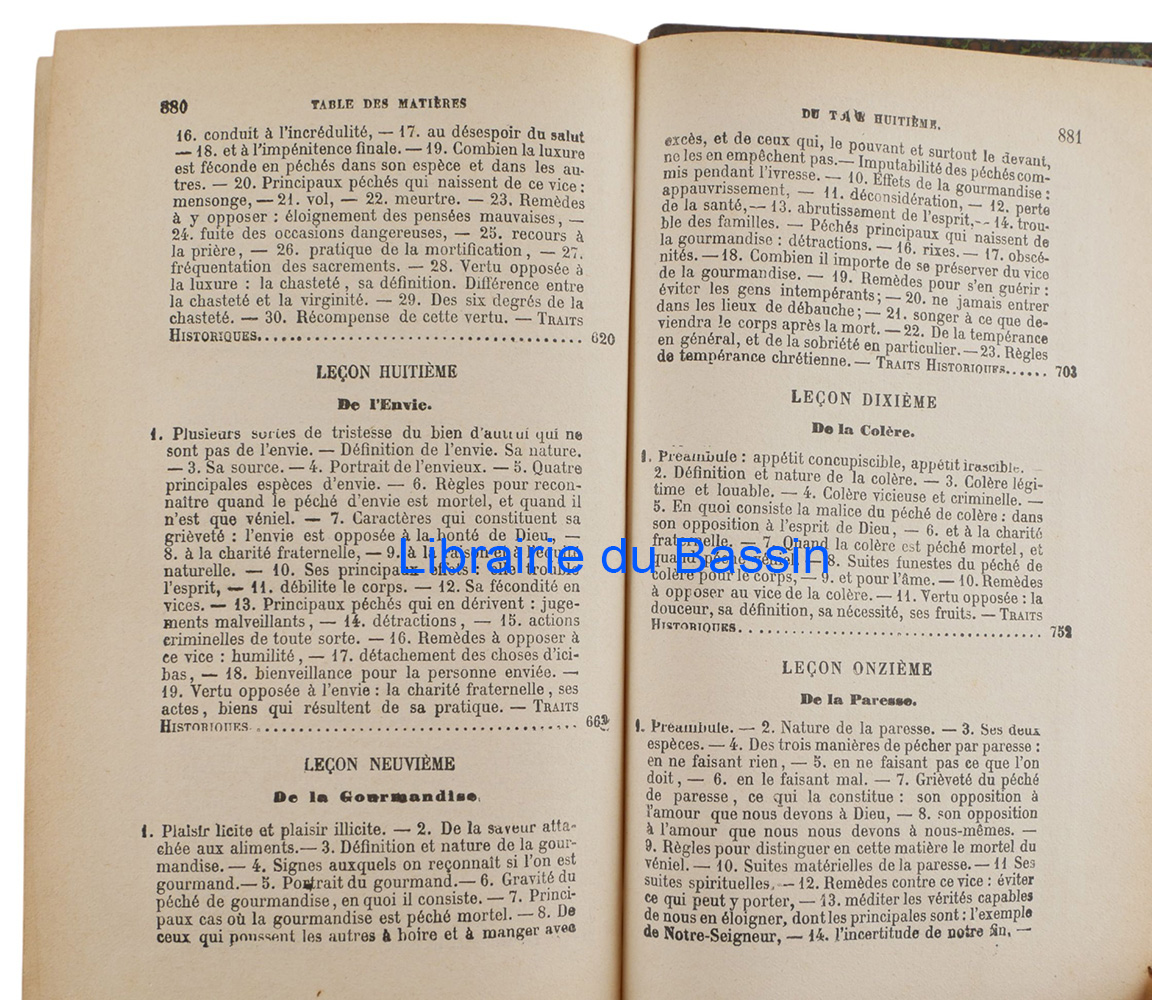 880 TABLE DES MATIÈRES
16. conduit à l'incrédulité, — 17. au désespoir du salut
— 18. et à l'impénitence finale. — 19. Combien la luxure
est féconde en péchés dans son espèce et dans les au-
tres. — 20. Principaux péchés qui naissent de ce vice :
mensonge, — 21. vol, — 22. meurtre. — 23. Remèdes
à y opposer : éloignement des pensées mauvaises, —
24. fuite des occasions dangereuses, — 25. recours à
la prière, — 26. pratique de la mortification, — 27.
fréquentation des sacrements. — 28. Vertu opposée à
la luxure : la chasteté, sa définition. Différence entre
la chasteté et la virginité. — 29. Des six degrés de la
chasteté. — 30. Récompense de cette vertu. — TRAITS
HISTORIQUES. 620
LEÇON HUITIÈME
De l'Envie.
1. Plusieurs sortes de tristesse du bien d'autrui qui ne
sont pas de l'envie. — Définition de l'envie. Sa nature.
— 3. Sa source. — 4. Portrait de l'envieux. — 5. Quatre
principales espèces d'envie. — 6. Règles pour recon-
naître quand le péché d'envie est mortel, et quand il
n'est que véniel. — 7. Caractères qui constituent sa
grièveté : l'envie est opposée à la bonté de Dieu, —
8. à la charité fraternelle, — 9. à la raison et à l'équité
naturelle. — 10. Ses principaux effets : elle trouble
l'esprit, — 11. débilite le corps. — 12. Sa fécondité en
vices. — 13. Principaux péchés qui en dérivent : juge-
ments malveillants, — 14. détractions, — 15. actions
criminelles de toute sorte. — 16. Remèdes à opposer à
ce vice : humilité, — 17. détachement des choses d'ici-
bas, — 18. bienveillance pour la personne enviée. —
19. Vertu opposée à l'envie : la charité fraternelle, ses
actes, biens qui résultent de sa pratique. — TRAITS
HISTORIQUES. 662
LEÇON NEUVIÈME
De la Gourmandise.
1. Plaisir licite et plaisir illicite. — 2. De la saveur atta-
chée aux aliments. — 3. Définition et nature de la gour-
mandise. — 4. Signes auxquels on reconnaît si l'on est
gourmand. — 5. Portrait du gourmand. — 6. Gravité du
péché de gourmandise, en quoi il consiste. — 7. Princi-
paux cas où la gourmandise est péché mortel. — 8. De
ceux qui poussent les autres à boire et à manger avec
DU HUITIÈME. 881
excès, et de ceux qui, le pouvant et surtout le devant,
ne les en empêchent pas. — Imputabilité des péchés com-
mis pendant l'ivresse. — 10. Effets de la gourmandise :
appauvrissement, — 11. déconsidération, — 12. perte
de la santé, — 13. abrutissement de l'esprit, — 14. trou-
ble des familles. — Péchés principaux qui naissent de
la gourmandise : détractions. — 16. rixes. — 17. obscé-
nités. — 18. Combien il importe de se préserver du vice
de la gourmandise. — 19. Remèdes pour s'en guérir :
éviter les gens intempérants ; — 20. ne jamais entrer
dans les lieux de débauche ; — 21. songer à ce que de-
viendra le corps après la mort. — 22. De la tempérance
en général, et de la sobriété en particulier. — 23. Règles
de tempérance chrétienne. — TRAITS HISTORIQUES...... 703
LEÇON DIXIÈME
De la Colère.
1. Préambule : appétit concupiscible, appétit irascible. —
2. Définition et nature de la colère. — 3. Colère légi-
time et louable. — 4. Colère vicieuse et criminelle. —
5. En quoi consiste la malice du péché de colère : dans
son opposition à l'esprit de Dieu, — 6. et à la charité
fraternelle. — 7. Quand la colère est péché mortel, et
quand péché véniel. — 8. Suites funestes du péché de
colère pour le corps, — 9. et pour l'âme. — 10. Remèdes
à opposer au vice de la colère. — 11. Vertu opposée : la
douceur, sa définition, sa nécessité, ses fruits. — TRAITS
HISTORIQUES. 752
LEÇON ONZIÈME
De la Paresse.
1. Préambule. — 2. Nature de la paresse. — 3. Ses deux
espèces. — 4. Des trois manières de pécher par paresse :
en ne faisant rien, — 5. en ne faisant pas ce que l'on
doit, — 6. en le faisant mal. — 7. Grièveté du péché
de paresse, ce qui la constitue : son opposition à
l'amour que nous devons à Dieu, — 8. son opposition
à l'amour que nous nous devons à nous-mêmes. —
9. Règles pour distinguer en cette matière le mortel du
véniel. — 10. Suites matérielles de la paresse. — 11 Ses
suites spirituelles. — 12. Remèdes contre ce vice : éviter
ce qui peut y porter, — 13. méditer les vérités capables
de nous en éloigner, dont les principales sont : l'exemple
de Notre-Seigneur, — 14. l'incertitude de notre fin, —
Librairie du Bassin